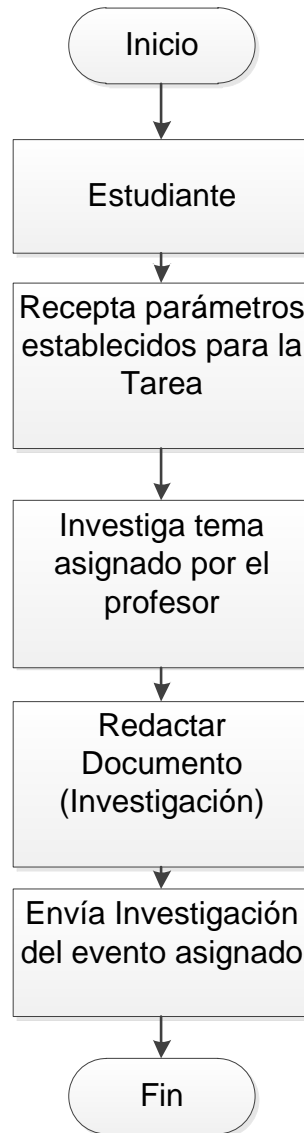 Inicio
Estudiante
Recepta parámetros
establecidos para la
Tarea
Investiga tema
asignado por el
profesor
Redactar
Documento
(Investigación)
Envía Investigación
del evento asignado
Fin